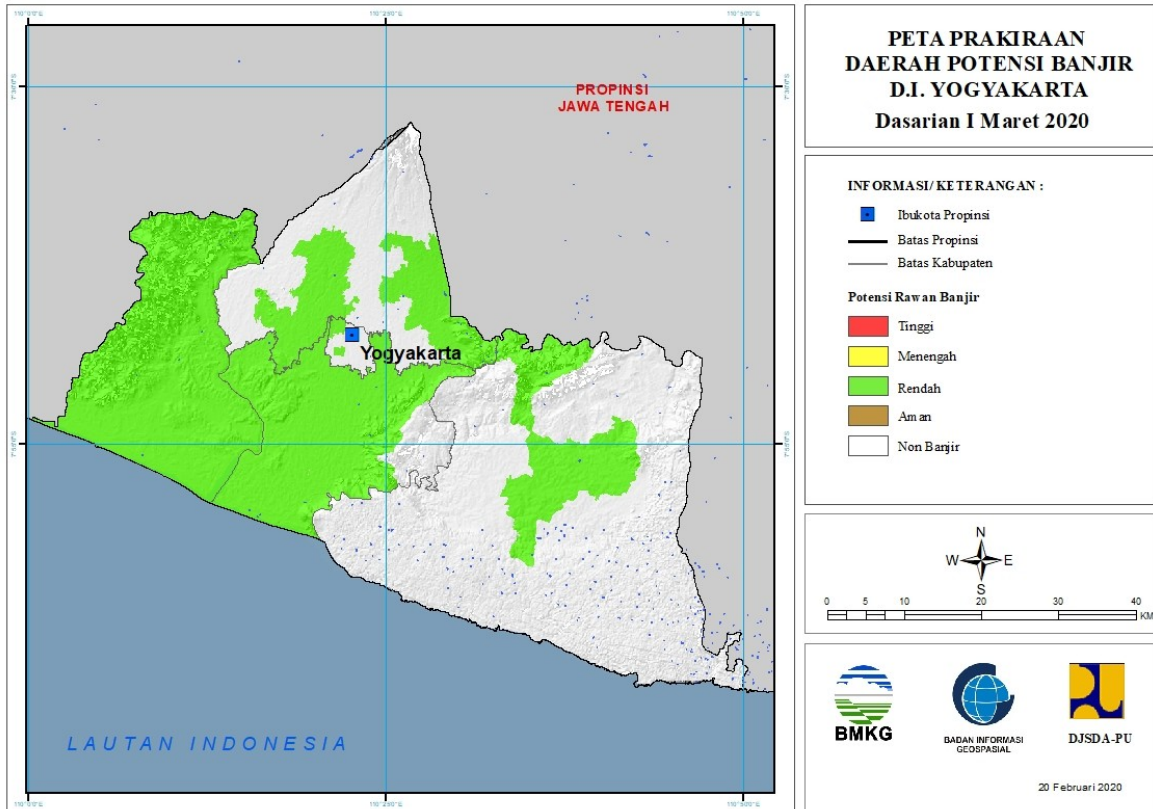 PETA PRAKIRAAN
DAERAH POTENSI BANJIR
D.I. YOGYAKARTA
Dasarian I Maret 2020
PROPINSI
JAWA TENGAH
Yogyakarta
LAUTAN INDONESIA
INFORMASI/ KETERANGAN :
Ibukota Propinsi
Batas Propinsi
Batas Kabupaten
Potensi Rawan Banjir
Tinggi
Menengah
Rendah
Aman
Non Banjir
N
W E
S
0 5 10 20 30 40
KM
BMKG
BADAN INFORMASI
GEOSPASIAL
DJSDA-PU
20 Februari 2020